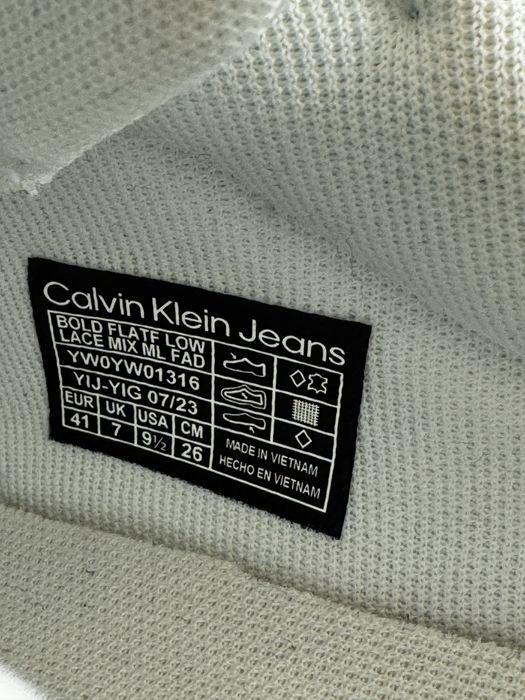 Calvin Klein Jeans
BOLD FLATF LOW
LACE MIX ML FAD
YW0YW01316
YIJ-YIG 07/23
EUR UK USA CM
41 7 9½ 26
MADE IN VIETNAM
HECHO EN VIETNAM